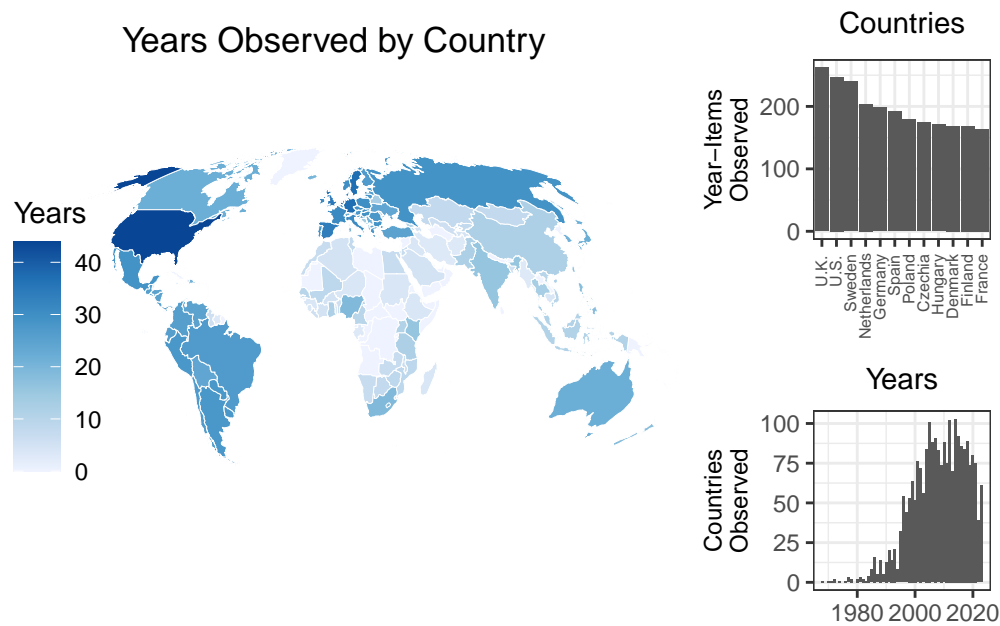 Years Observed by Country
Years
40
30
20
10
0
Countries
Year−Items
Observed
200
100
0
U.K.
U.S.
Sweden
Netherlands
Germany
Spain
Poland
Czechia
Hungary
Denmark
Finland
France
Years
Countries
Observed
100
75
50
25
0
1980 2000 2020